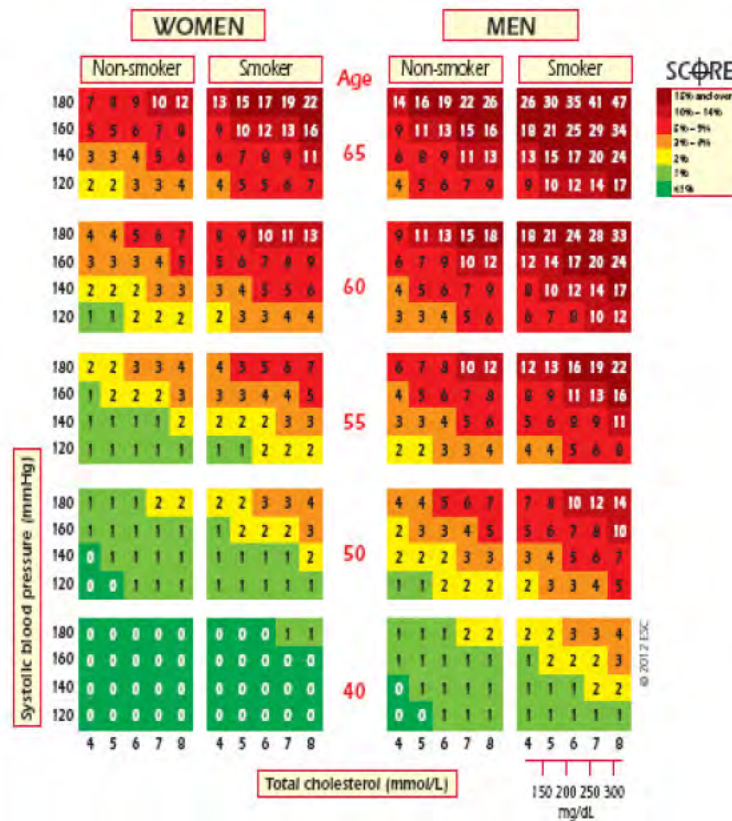 WOMEN MEN
Non-smoker Smoker Age Non-smoker Smoker SCORE
180 7 8 9 10 12 13 15 17 19 22 14 16 19 22 26 26 30 35 41 47
160 5 5 6 7 8 9 10 12 13 16 9 11 13 15 16 18 21 25 29 34
140 3 3 4 5 6 6 7 8 9 11 65 6 8 9 11 13 13 15 17 20 24
120 2 2 3 3 4 4 5 5 6 7 4 5 6 7 9 9 10 12 14 17
15% and over
10% – 14%
5% – 9%
3% – 4%
2%
1%
<1%
180 4 4 5 6 7 8 9 10 11 13 9 11 13 15 18 18 21 24 28 33
160 3 3 3 4 5 5 6 7 8 9 6 7 9 10 12 12 14 17 20 24
140 2 2 2 3 3 3 4 5 5 6 60 4 5 6 7 9 8 10 12 14 17
120 1 1 2 2 2 2 3 3 4 4 3 3 4 5 6 6 7 8 10 12
180 2 2 3 3 4 4 5 5 6 7 6 7 8 10 12 12 13 16 19 22
160 1 2 2 2 3 3 3 4 4 5 4 5 6 7 8 8 9 11 13 16
140 1 1 1 1 2 2 2 2 3 3 55 3 3 4 5 6 5 6 8 9 11
120 1 1 1 1 1 1 1 2 2 2 2 2 3 3 4 4 4 5 6 8
180 1 1 1 2 2 2 2 3 3 4 4 4 5 6 7 7 8 10 12 14
160 1 1 1 1 1 1 2 2 2 3 2 3 3 4 5 5 6 7 8 10
140 0 1 1 1 1 1 1 1 1 2 50 2 2 2 3 3 3 4 5 6 7
120 0 0 1 1 1 1 1 1 1 1 1 1 2 2 2 2 3 3 4 5
180 0 0 0 0 0 0 0 0 1 1 1 1 1 2 2 2 2 3 3 4
160 0 0 0 0 0 0 0 0 0 0 1 1 1 1 1 1 2 2 2 3
140 0 0 0 0 0 0 0 0 0 0 40 0 1 1 1 1 1 1 1 2 2
120 0 0 0 0 0 0 0 0 0 0 0 0 1 1 1 1 1 1 1 1
4 5 6 7 8 4 5 6 7 8 4 5 6 7 8 4 5 6 7 8
Systolic blood pressure (mmHg)
© 2012 ESC
Total cholesterol (mmol/L)
150 200 250 300
mg/dL